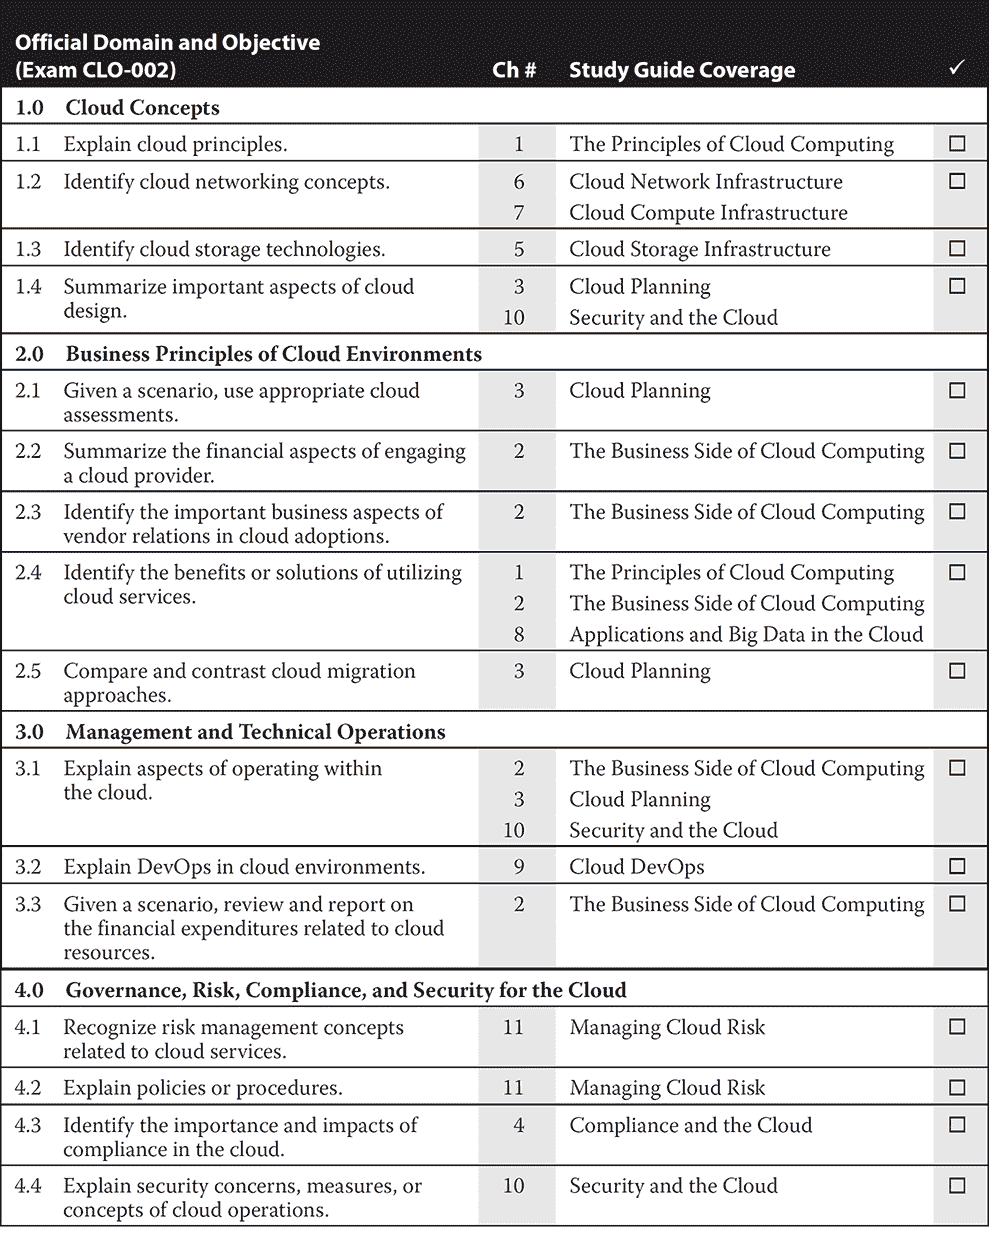 Official Domain and Objective
(Exam CLO-002) Ch # Study Guide Coverage ✓
1.0 Cloud Concepts
1.1 Explain cloud principles. 1 The Principles of Cloud Computing ☐
1.2 Identify cloud networking concepts. 6 Cloud Network Infrastructure ☐
7 Cloud Compute Infrastructure
1.3 Identify cloud storage technologies. 5 Cloud Storage Infrastructure ☐
1.4 Summarize important aspects of cloud 3 Cloud Planning ☐
design.
10 Security and the Cloud
2.0 Business Principles of Cloud Environments
2.1 Given a scenario, use appropriate cloud 3 Cloud Planning ☐
assessments.
2.2 Summarize the financial aspects of engaging 2 The Business Side of Cloud Computing ☐
a cloud provider.
2.3 Identify the important business aspects of 2 The Business Side of Cloud Computing ☐
vendor relations in cloud adoptions.
2.4 Identify the benefits or solutions of utilizing 1 The Principles of Cloud Computing ☐
cloud services.
2 The Business Side of Cloud Computing
8 Applications and Big Data in the Cloud
2.5 Compare and contrast cloud migration 3 Cloud Planning ☐
approaches.
3.0 Management and Technical Operations
3.1 Explain aspects of operating within 2 The Business Side of Cloud Computing ☐
the cloud.
3 Cloud Planning
10 Security and the Cloud
3.2 Explain DevOps in cloud environments. 9 Cloud DevOps ☐
3.3 Given a scenario, review and report on 2 The Business Side of Cloud Computing ☐
the financial expenditures related to cloud
resources.
4.0 Governance, Risk, Compliance, and Security for the Cloud
4.1 Recognize risk management concepts 11 Managing Cloud Risk ☐
related to cloud services.
4.2 Explain policies or procedures. 11 Managing Cloud Risk ☐
4.3 Identify the importance and impacts of 4 Compliance and the Cloud ☐
compliance in the cloud.
4.4 Explain security concerns, measures, or 10 Security and the Cloud ☐
concepts of cloud operations.